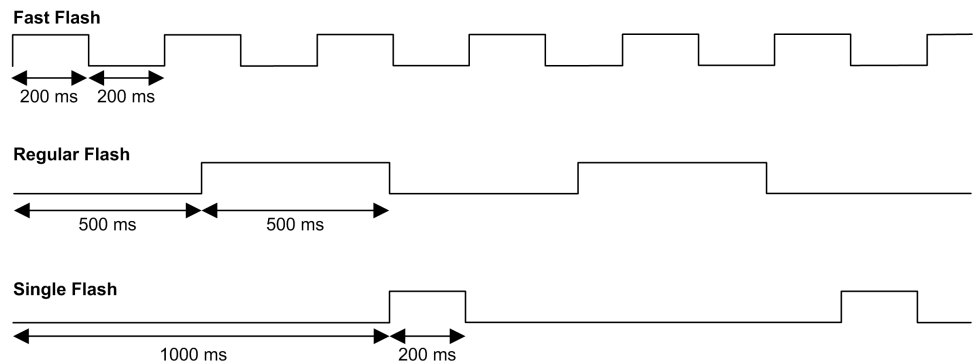 Fast Flash
200 ms 200 ms
Regular Flash
500 ms 500 ms
Single Flash
1000 ms 200 ms